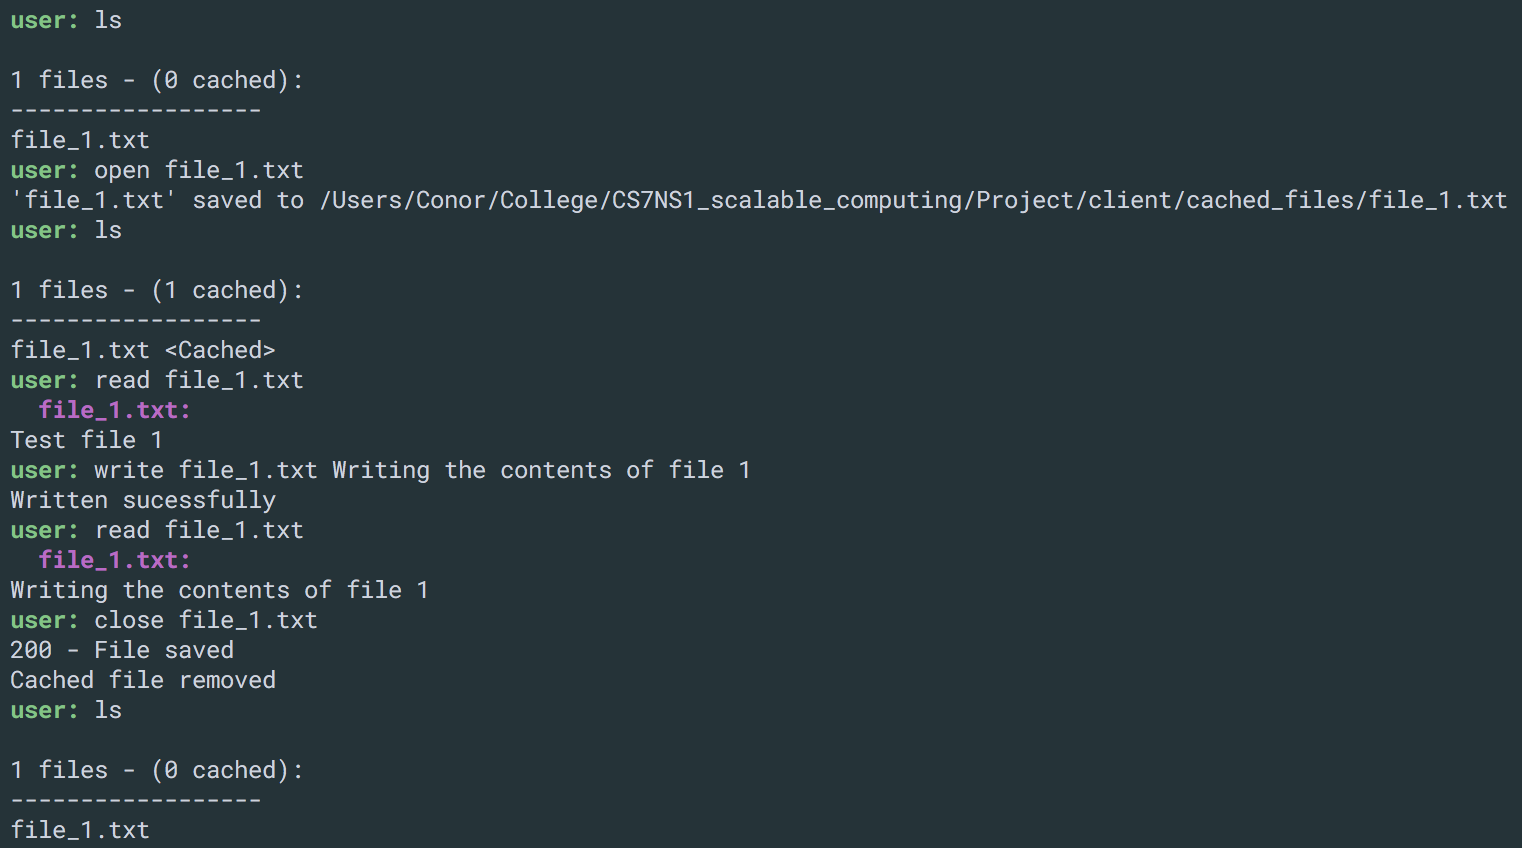 user: ls
1 files - (0 cached):
------------------
file_1.txt
user: open file_1.txt
'file_1.txt' saved to /Users/Conor/College/CS7NS1_scalable_computing/Project/client/cached_files/file_1.txt
user: ls
1 files - (1 cached):
------------------
file_1.txt <Cached>
user: read file_1.txt
file_1.txt:
Test file 1
user: write file_1.txt Writing the contents of file 1
Written sucessfully
user: read file_1.txt
file_1.txt:
Writing the contents of file 1
user: close file_1.txt
200 - File saved
Cached file removed
user: ls
1 files - (0 cached):
------------------
file_1.txt